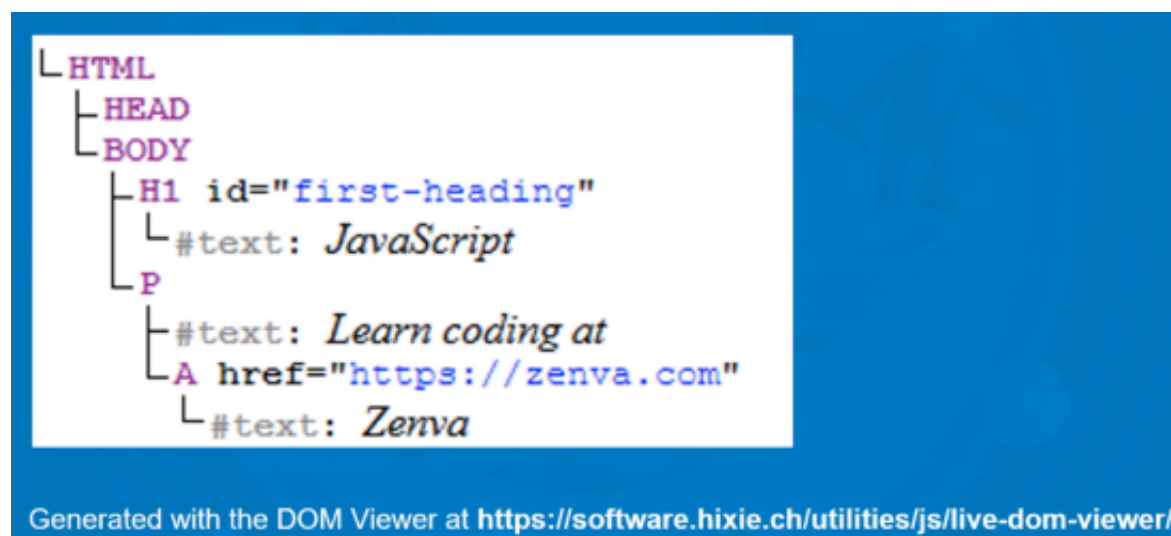 HTML
HEAD
BODY
H1 id="first-heading"
#text: JavaScript
P
#text: Learn coding at
A href="https://zenva.com"
#text: Zenva
Generated with the DOM Viewer at https://software.hixie.ch/utilities/js/live-dom-viewer/